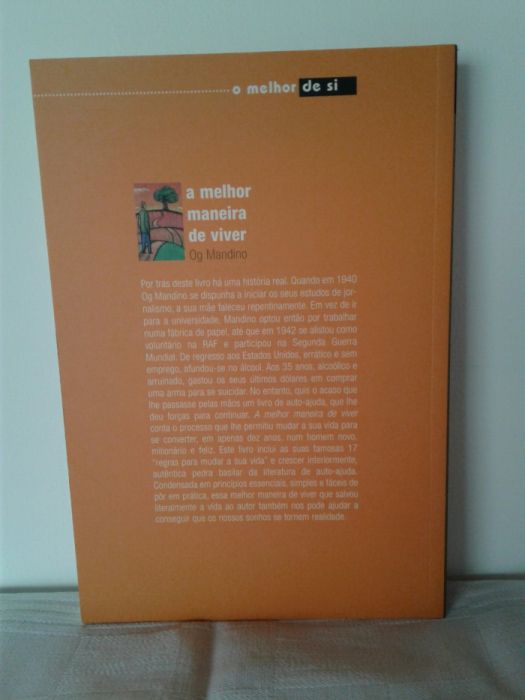 o melhor de si
a melhor
maneira
de viver
Og Mandino
Por trás deste livro há uma história real. Quando em 1940
Og Mandino se dispunha a iniciar os seus estudos de jor-
nalismo, a sua mãe faleceu repentinamente. Em vez de ir
para a universidade, Mandino optou então por trabalhar
numa fábrica de papel, até que em 1942 se alistou como
voluntário na RAF e participou na Segunda Guerra
Mundial. De regresso aos Estados Unidos, errático e sem
emprego, afundou-se no álcool. Aos 35 anos, alcoólico e
arruinado, gastou os seus últimos dólares em comprar
uma arma para se suicidar. No entanto, quis o acaso que
lhe passasse pelas mãos um livro de auto-ajuda, que lhe
deu forças para continuar. A melhor maneira de viver
conta o processo que lhe permitiu mudar a sua vida para
se converter, em apenas dez anos, num homem novo,
milionário e feliz. Este livro inclui as suas famosas 17
"regras para mudar a sua vida" e crescer interiormente,
autêntica pedra basilar da literatura de auto-ajuda.
Condensada em princípios essenciais, simples e fáceis de
pôr em prática, essa melhor maneira de viver que salvou
literalmente a vida ao autor também nos pode ajudar a
conseguir que os nossos sonhos se tornem realidade.